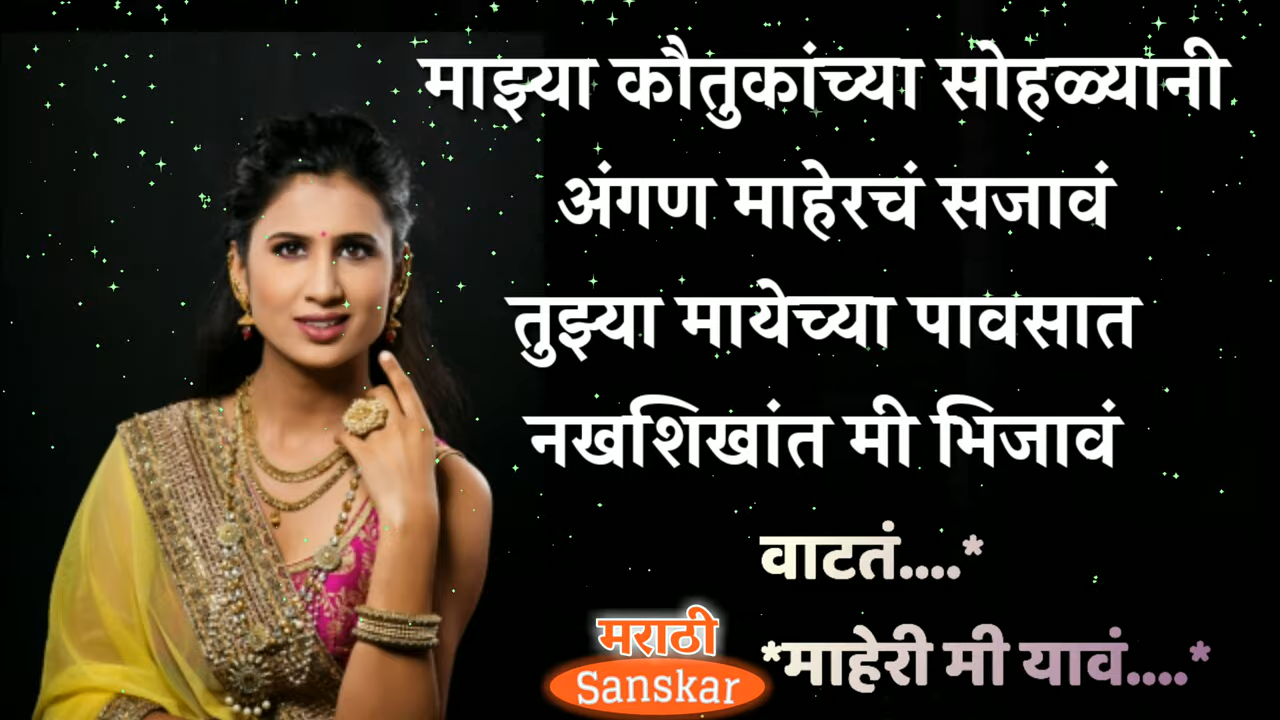 माझ्या कौतुकांच्या सोहळ्यानी
अंगण माहेरचं सजावं
तुझ्या मायेच्या पावसात
नखशिखांत मी भिजावं
वाटतं....*
*माहेरी मी यावं....*
मराठी
Sanskar